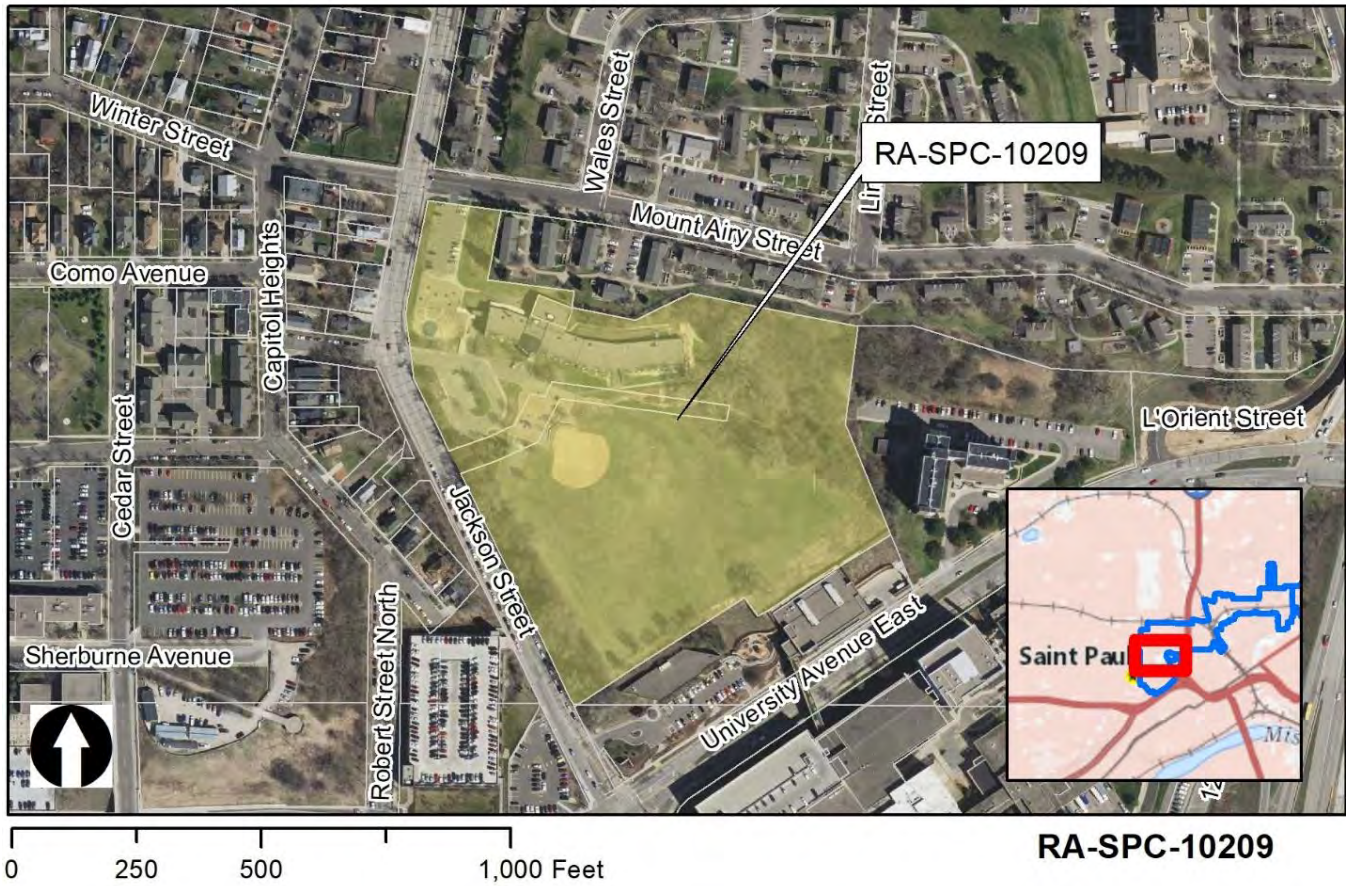 Winter Street
Wales Street
RA-SPC-10209
Mount Airy Street
Capitol Heights
Como Avenue
Cedar Street
L'Orient Street
Jackson Street
Saint Paul
Sherburne Avenue
Robert Street North
University Avenue East
Mis
0 250 500 1,000 Feet
RA-SPC-10209